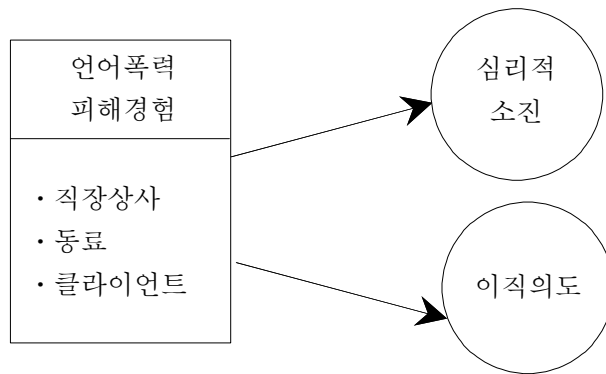 언어폭력
피해경험
· 직장상사
· 동료
· 클라이언트
심리적
소진
이직의도